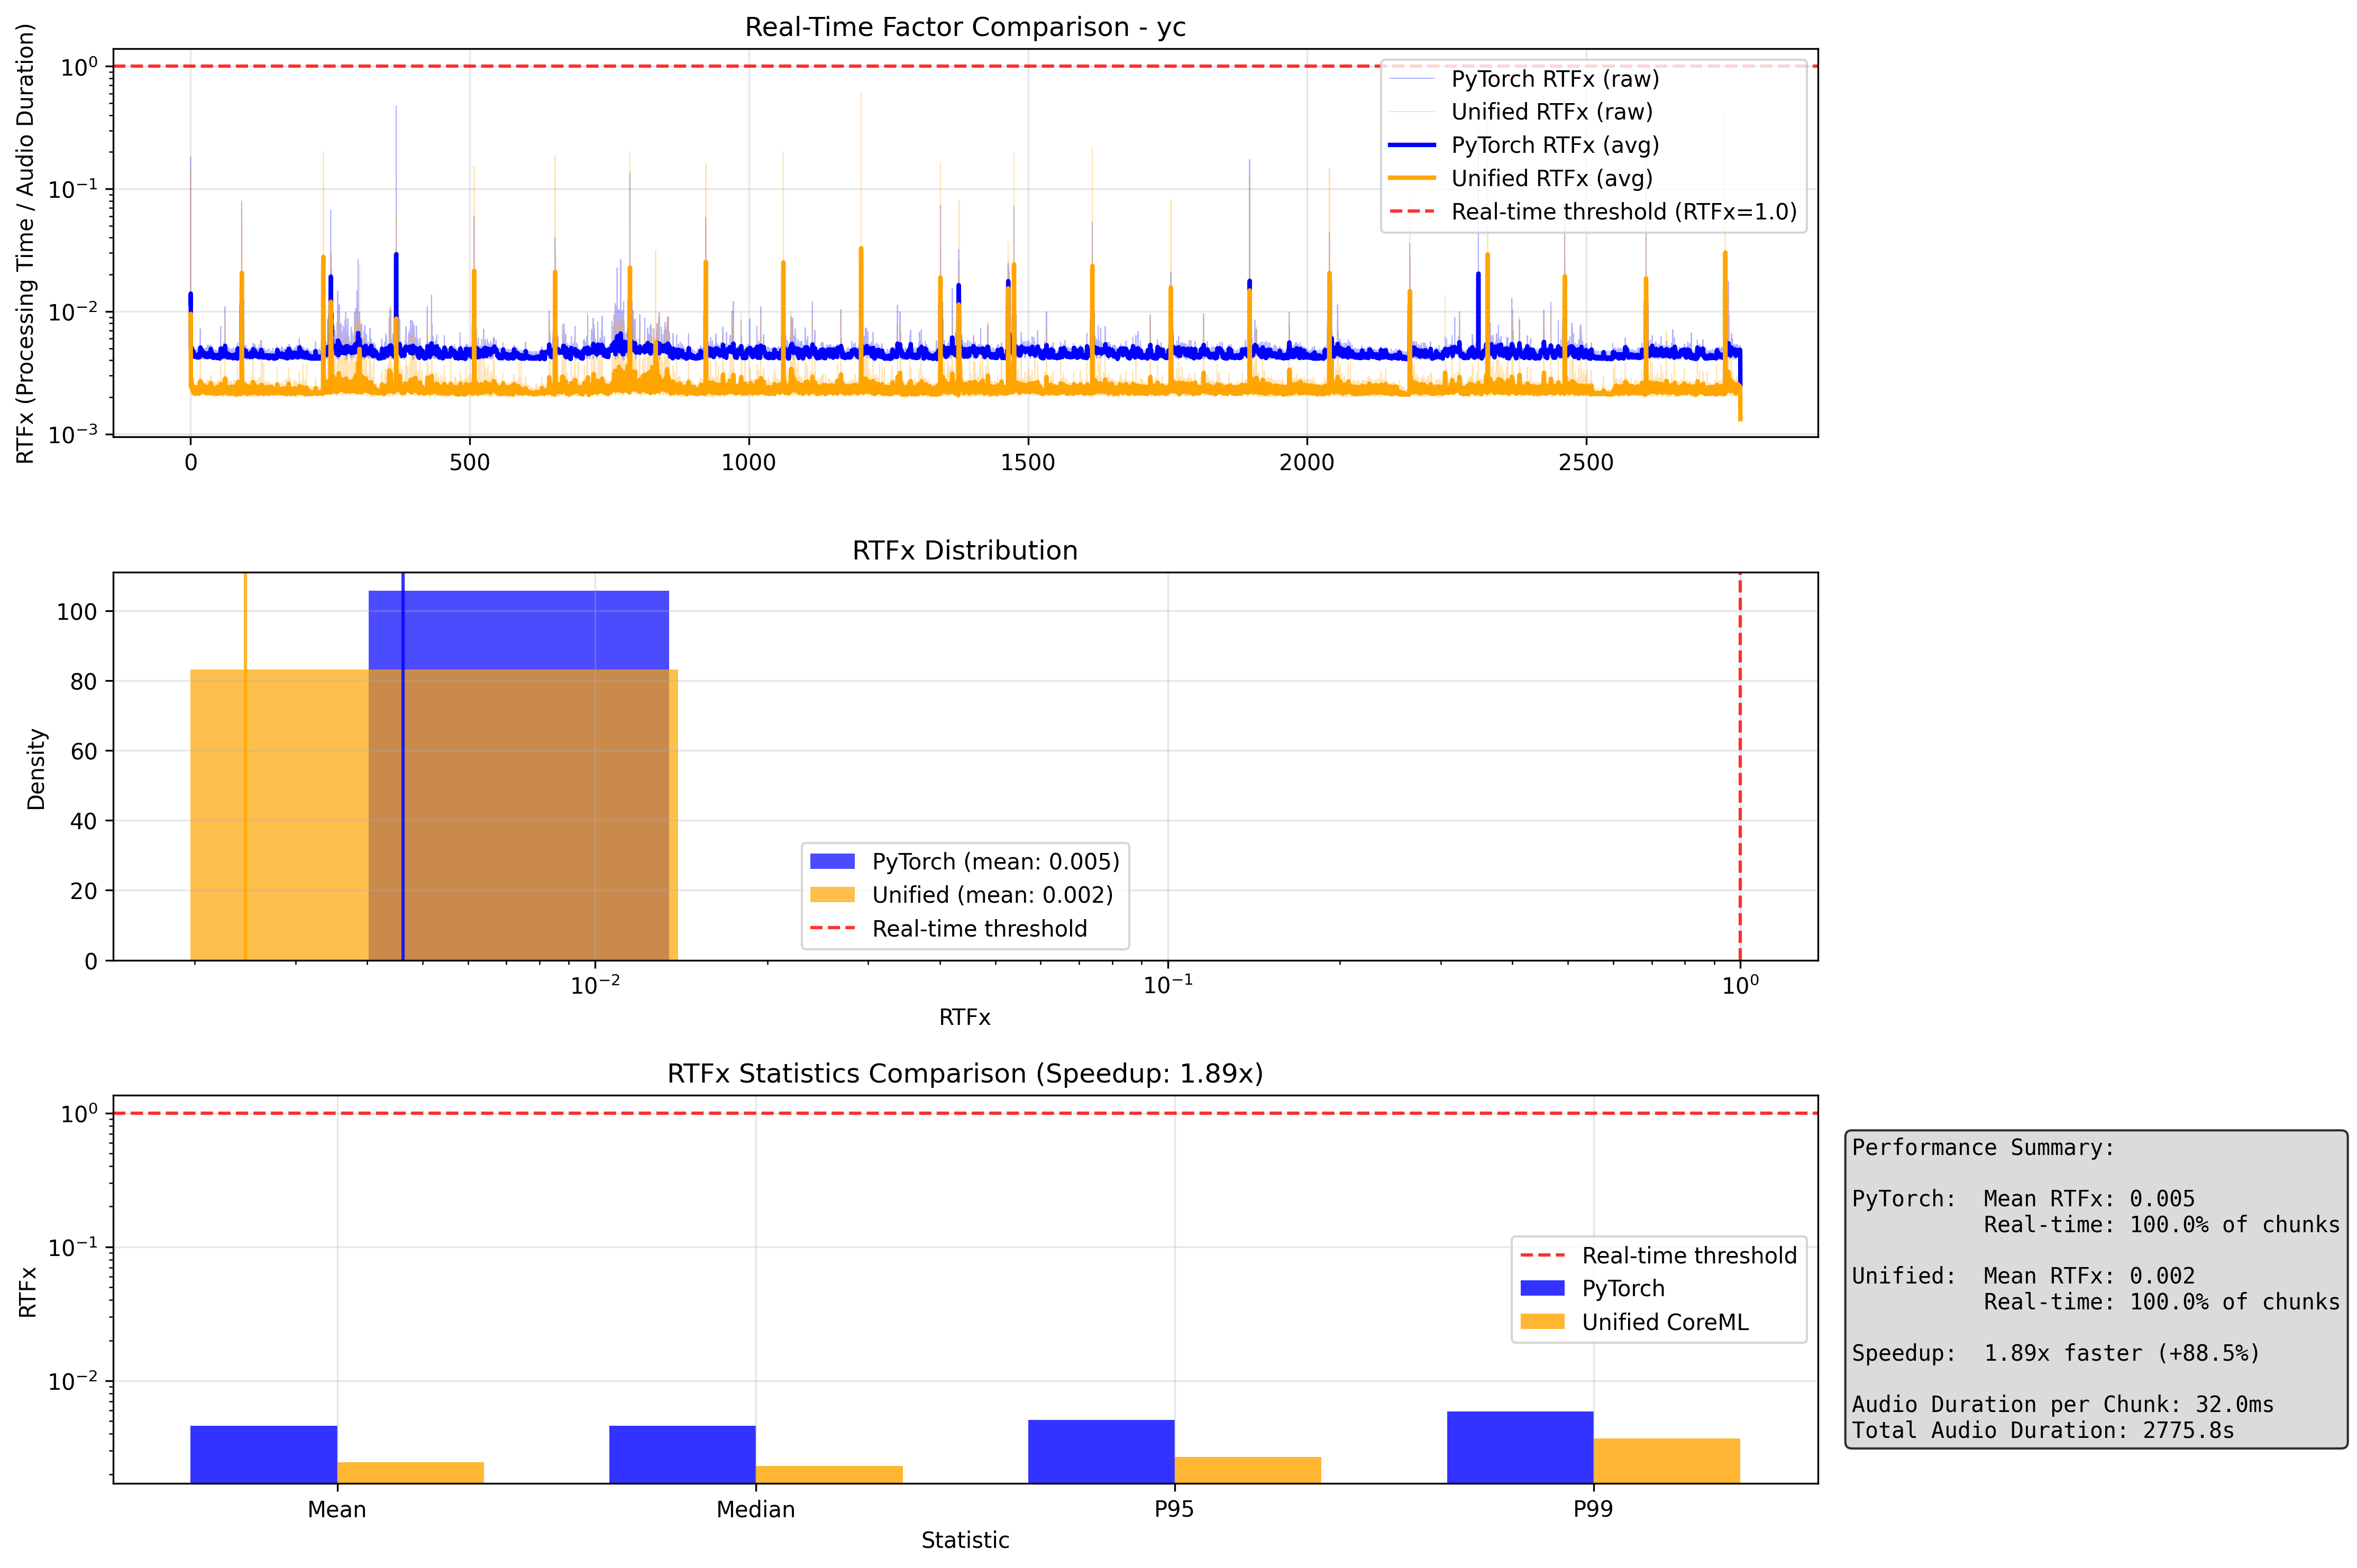 Real-Time Factor Comparison - yc
RTFx (Processing Time / Audio Duration)
10⁰
10⁻¹
10⁻²
10⁻³
PyTorch RTFx (raw)
Unified RTFx (raw)
PyTorch RTFx (avg)
Unified RTFx (avg)
Real-time threshold (RTFx=1.0)
0 500 1000 1500 2000 2500
RTFx Distribution
Density
100
80
60
40
20
0
PyTorch (mean: 0.005)
Unified (mean: 0.002)
Real-time threshold
10⁻² 10⁻¹ 10⁰
RTFx
RTFx Statistics Comparison (Speedup: 1.89x)
RTFx
10⁰
10⁻¹
10⁻²
Real-time threshold
PyTorch
Unified CoreML
Mean Median P95 P99
Statistic
Performance Summary:
PyTorch: Mean RTFx: 0.005
Real-time: 100.0% of chunks
Unified: Mean RTFx: 0.002
Real-time: 100.0% of chunks
Speedup: 1.89x faster (+88.5%)
Audio Duration per Chunk: 32.0ms
Total Audio Duration: 2775.8s